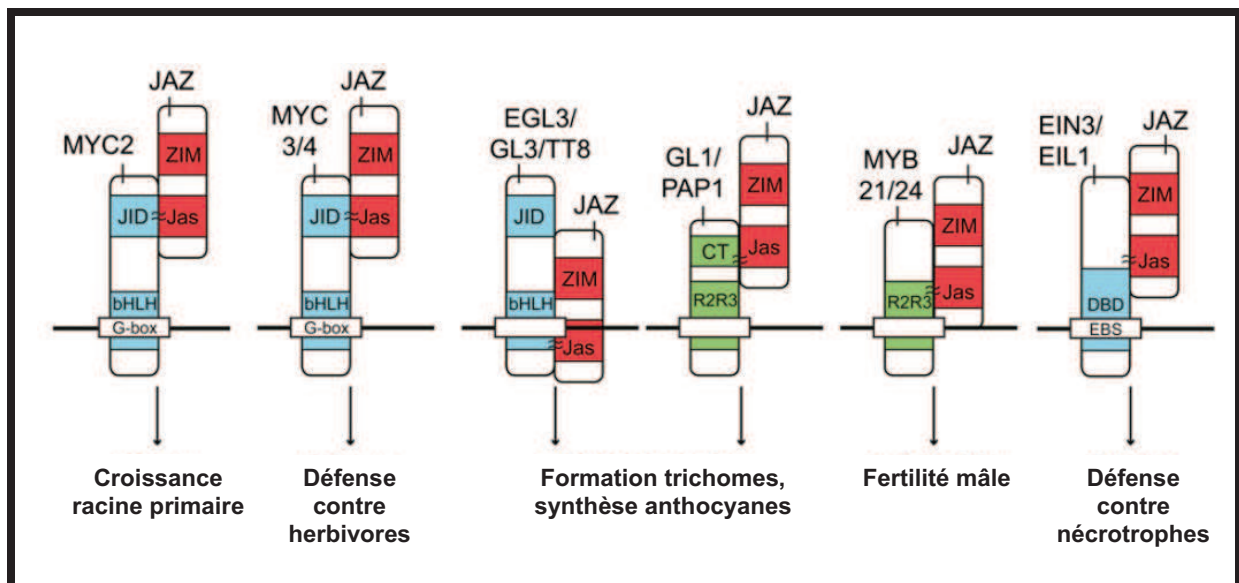 JAZ
MYC2
ZIM
JID
≈Jas
bHLH
G-box
Croissance
racine primaire
JAZ
MYC
3/4
ZIM
JID
≈Jas
bHLH
G-box
Défense
contre
herbivores
EGL3/
GL3/TT8
JAZ
JID
ZIM
bHLH
≈Jas
JAZ
GL1/
PAP1
ZIM
CT
≈Jas
R2R3
Formation trichomes,
synthèse anthocyanes
JAZ
MYB
21/24
ZIM
R2R3
≈Jas
Fertilité mâle
EIN3/
EIL1
JAZ
ZIM
≈Jas
DBD
EBS
Défense
contre
nécrotrophes